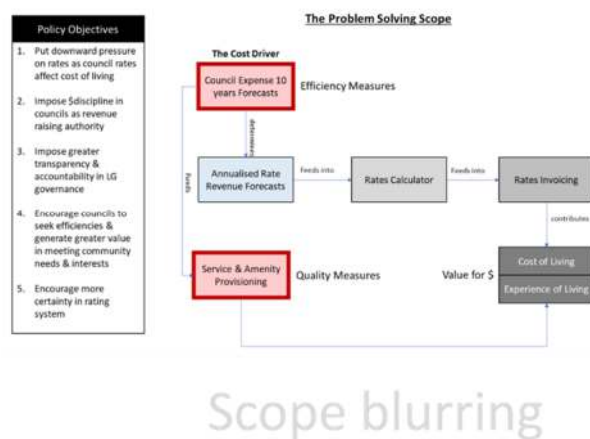 The Problem Solving Scope
Policy Objectives
1. Put downward pressure
on rates as council rates
affect cost of living
2. Impose $discipline in
councils as revenue
raising authority
3. Impose greater
transparency &
accountability in LG
governance
4. Encourage councils to
seek efficiencies &
generate greater value
in meeting community
needs & interests
5. Encourage more
certainty in rating
system
The Cost Driver
Council Expense 10
years Forecasts
Efficiency Measures
determines
Funds
Annualised Rate
Revenue Forecasts
Feeds into
Rates Calculator
Feeds into
Rates Invoicing
contributes
Service & Amenity
Provisioning
Quality Measures
Value for $
Cost of Living
Experience of Living
Scope blurring